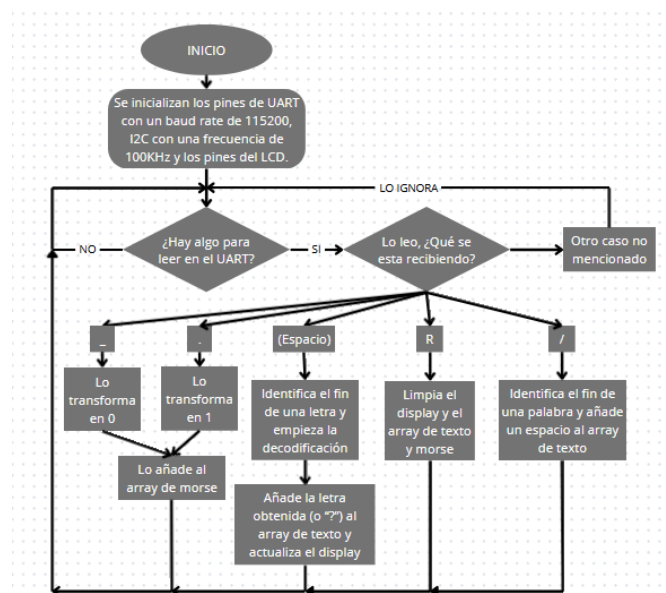 INICIO
Se inicializan los pines de UART
con un baud rate de 115200,
I2C con una frecuencia de
100KHz y los pines del LCD.
LO IGNORA
NO
¿Hay algo para
leer en el UART?
SI
Lo leo, ¿Qué se
esta recibiendo?
Otro caso no
mencionado
_
.
(Espacio)
R
/
Lo
transforma
en 0
Lo
transforma
en 1
Identifica el fin
de una letra y
empieza la
decodificación
Limpia el
display y el
array de texto
y morse
Identifica el fin de
una palabra y añade
un espacio al array
de texto
Lo añade al
array de morse
Añade la letra
obtenida (o “?”) al
array de texto y
actualiza el display